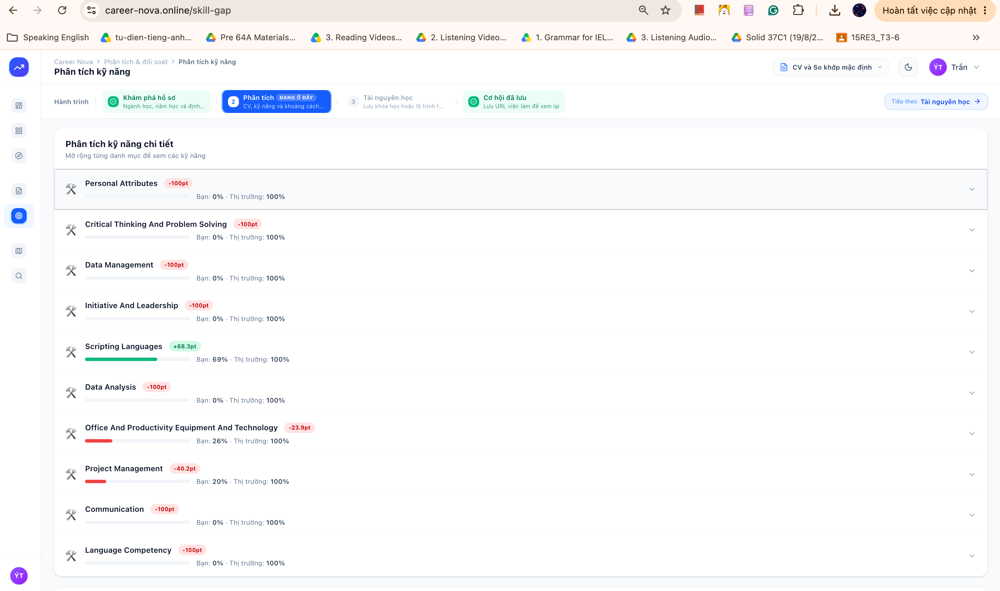 career-nova.online/skill-gap
Hoàn tất việc cập nhật
Speaking English
tu-dien-tieng-anh...
Pre 64A Materials...
3. Reading Videos...
2. Listening Video...
1. Grammar for IEL...
3. Listening Audio...
Solid 37C1 (19/8/2...
15RE3_T3-6
Career Nova > Phân tích & đối soát > Phân tích kỹ năng
Phân tích kỹ năng
CV và So khớp mặc định
ÝT
Trần
Hành trình
Khám phá hồ sơ
Ngành học, năm học và định...
2
Phân tích ĐANG Ở ĐÂY
CV, kỹ năng và khoảng cách...
3
Tài nguyên học
Lưu khóa học hoặc lộ trình t...
Cơ hội đã lưu
Lưu URL việc làm để xem lại
Tiếp theo Tài nguyên học →
Phân tích kỹ năng chi tiết
Mở rộng từng danh mục để xem các kỹ năng
Personal Attributes -100pt
Bạn: 0% · Thị trường: 100%
Critical Thinking And Problem Solving -100pt
Bạn: 0% · Thị trường: 100%
Data Management -100pt
Bạn: 0% · Thị trường: 100%
Initiative And Leadership -100pt
Bạn: 0% · Thị trường: 100%
Scripting Languages +68.3pt
Bạn: 69% · Thị trường: 100%
Data Analysis -100pt
Bạn: 0% · Thị trường: 100%
Office And Productivity Equipment And Technology -23.9pt
Bạn: 26% · Thị trường: 100%
Project Management -40.2pt
Bạn: 20% · Thị trường: 100%
Communication -100pt
Bạn: 0% · Thị trường: 100%
Language Competency -100pt
Bạn: 0% · Thị trường: 100%
ÝT